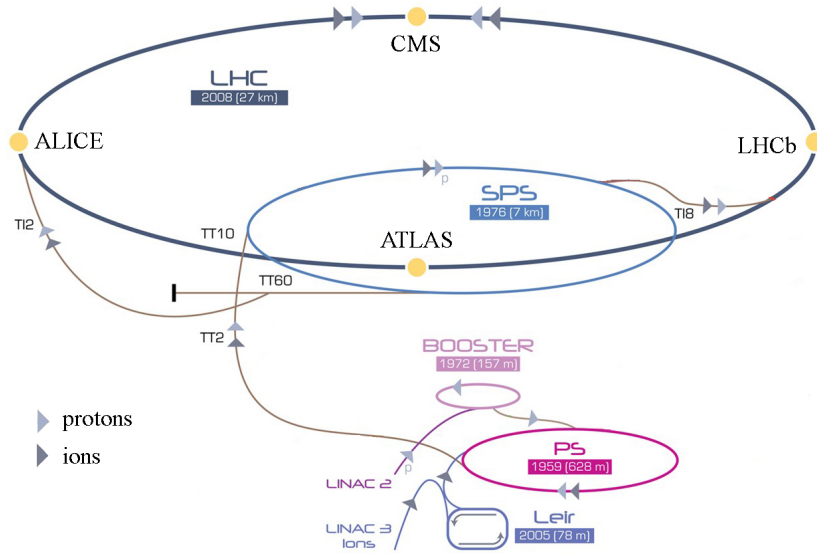 CMS
LHC
2008 (27 km)
ALICE
LHCb
p
SPS
1976 (7 km)
TI8
TI2
TT10
ATLAS
TT60
TT2
BOOSTER
1972 (157 m)
protons
ions
p
PS
1959 (628 m)
LINAC 2
LINAC 3
Ions
Leir
2005 (78 m)